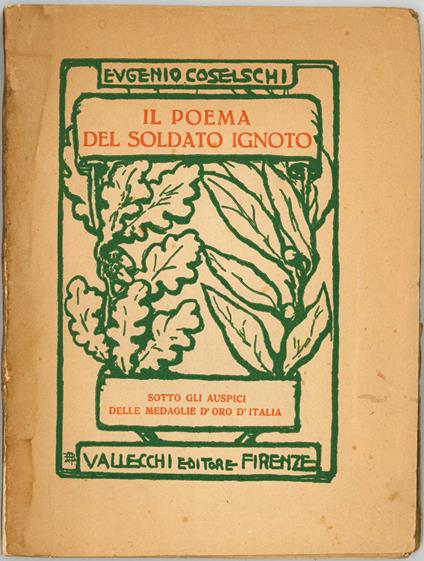 EVGENIO COSELSCHI
IL POEMA
DEL SOLDATO IGNOTO
SOTTO GLI AUSPICI
DELLE MEDAGLIE D'ORO D'ITALIA
VALLECCHI EDITORE FIRENZE